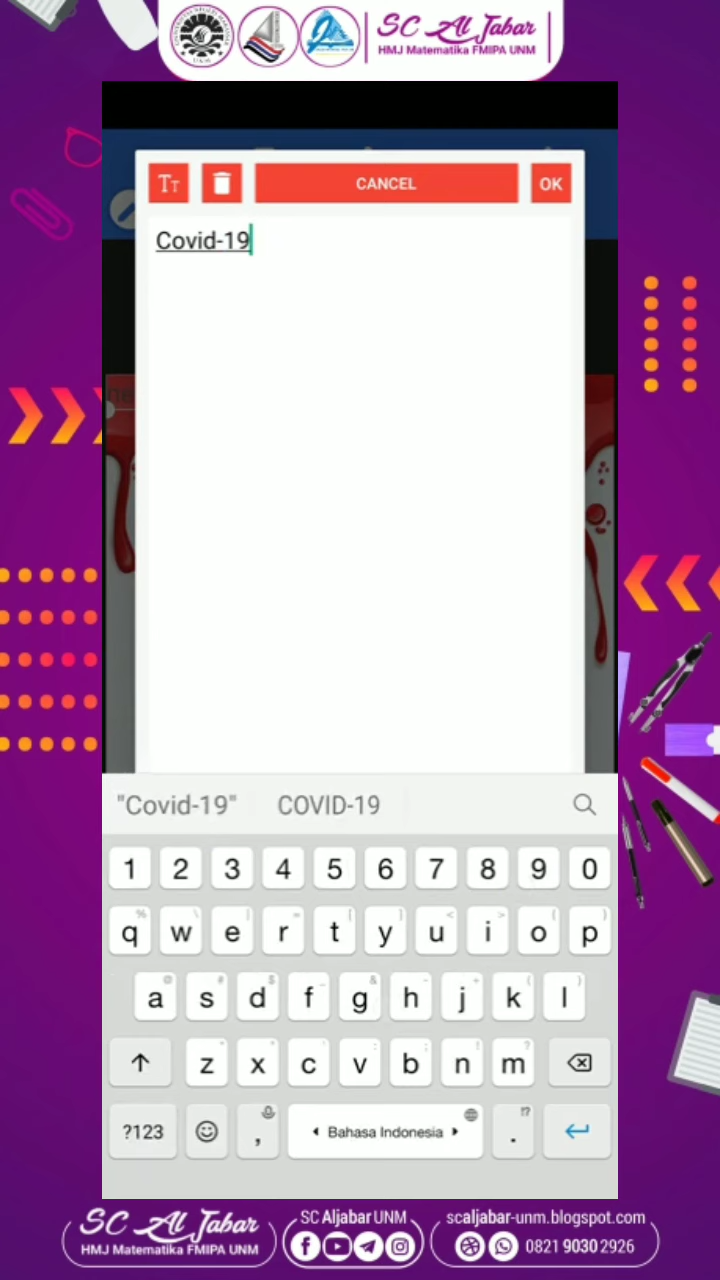 SC Al Jabar
HMJ Matematika FMIPA UNM
TT
CANCEL
OK
Covid-19
"Covid-19" COVID-19
1 2 3 4 5 6 7 8 9 0
q w e r t y u i o p
a s d f g h j k l
z x c v b n m
?123 , Bahasa Indonesia .
SC Al Jabar
HMJ Matematika FMIPA UNM
SC Aljabar UNM
scaljabar-unm.blogspot.com
0821 9030 2926